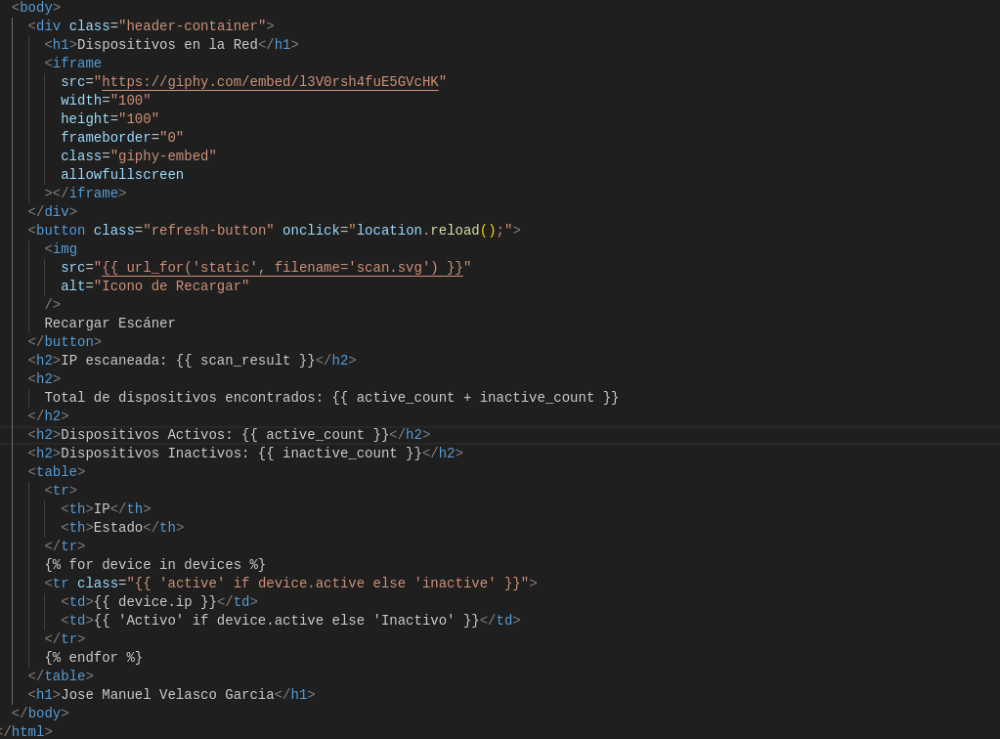 <body>
<div class="header-container">
<h1>Dispositivos en la Red</h1>
<iframe
src="https://giphy.com/embed/l3V0rsh4fuE5GVcHK"
width="100"
height="100"
frameborder="0"
class="giphy-embed"
allowfullscreen
></iframe>
</div>
<button class="refresh-button" onclick="location.reload();">
<img
src="{{ url_for('static', filename='scan.svg') }}"
alt="Icono de Recargar"
/>
Recargar Escáner
</button>
<h2>IP escaneada: {{ scan_result }}</h2>
<h2>
Total de dispositivos encontrados: {{ active_count + inactive_count }}
</h2>
<h2>Dispositivos Activos: {{ active_count }}</h2>
<h2>Dispositivos Inactivos: {{ inactive_count }}</h2>
<table>
<tr>
<th>IP</th>
<th>Estado</th>
</tr>
{% for device in devices %}
<tr class="{{ 'active' if device.active else 'inactive' }}">
<td>{{ device.ip }}</td>
<td>{{ 'Activo' if device.active else 'Inactivo' }}</td>
</tr>
{% endfor %}
</table>
<h1>Jose Manuel Velasco Garcia</h1>
</body>
</html>